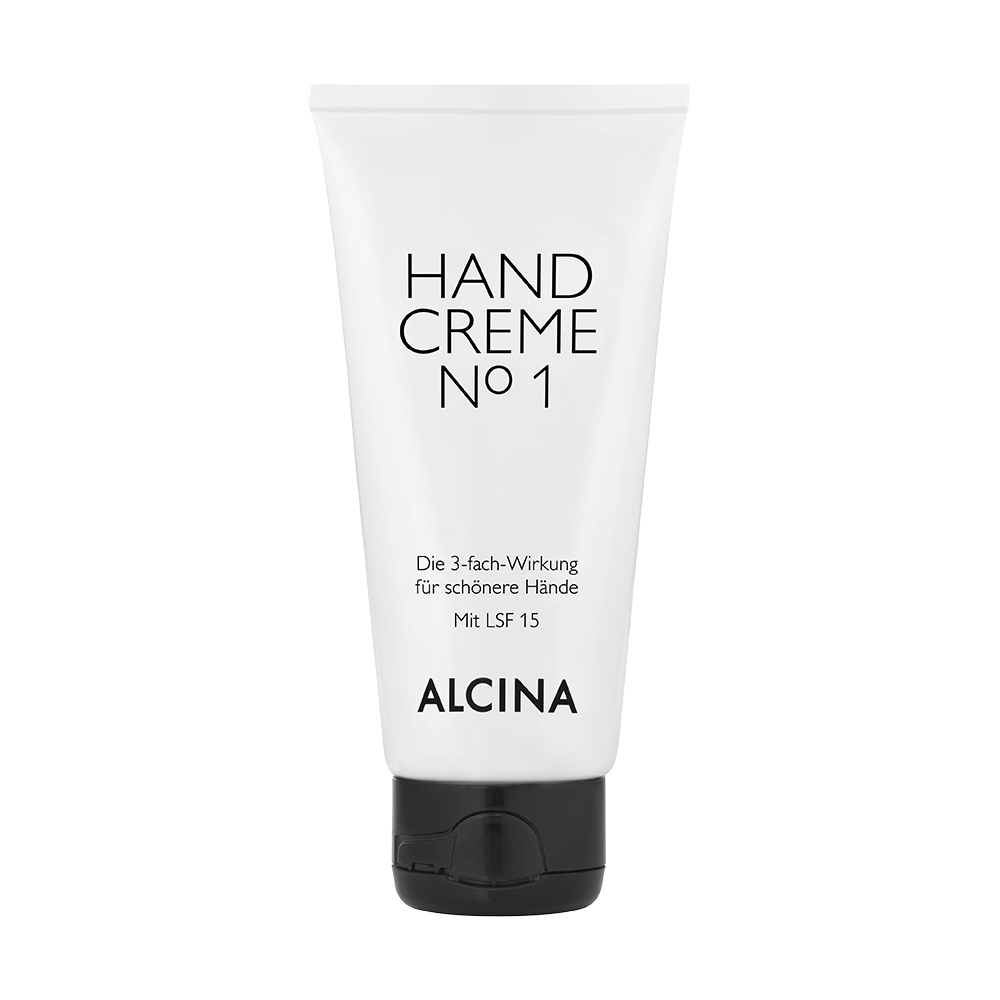 HAND
CREME
Nº 1
Die 3-fach-Wirkung
für schönere Hände
Mit LSF 15
ALCINA